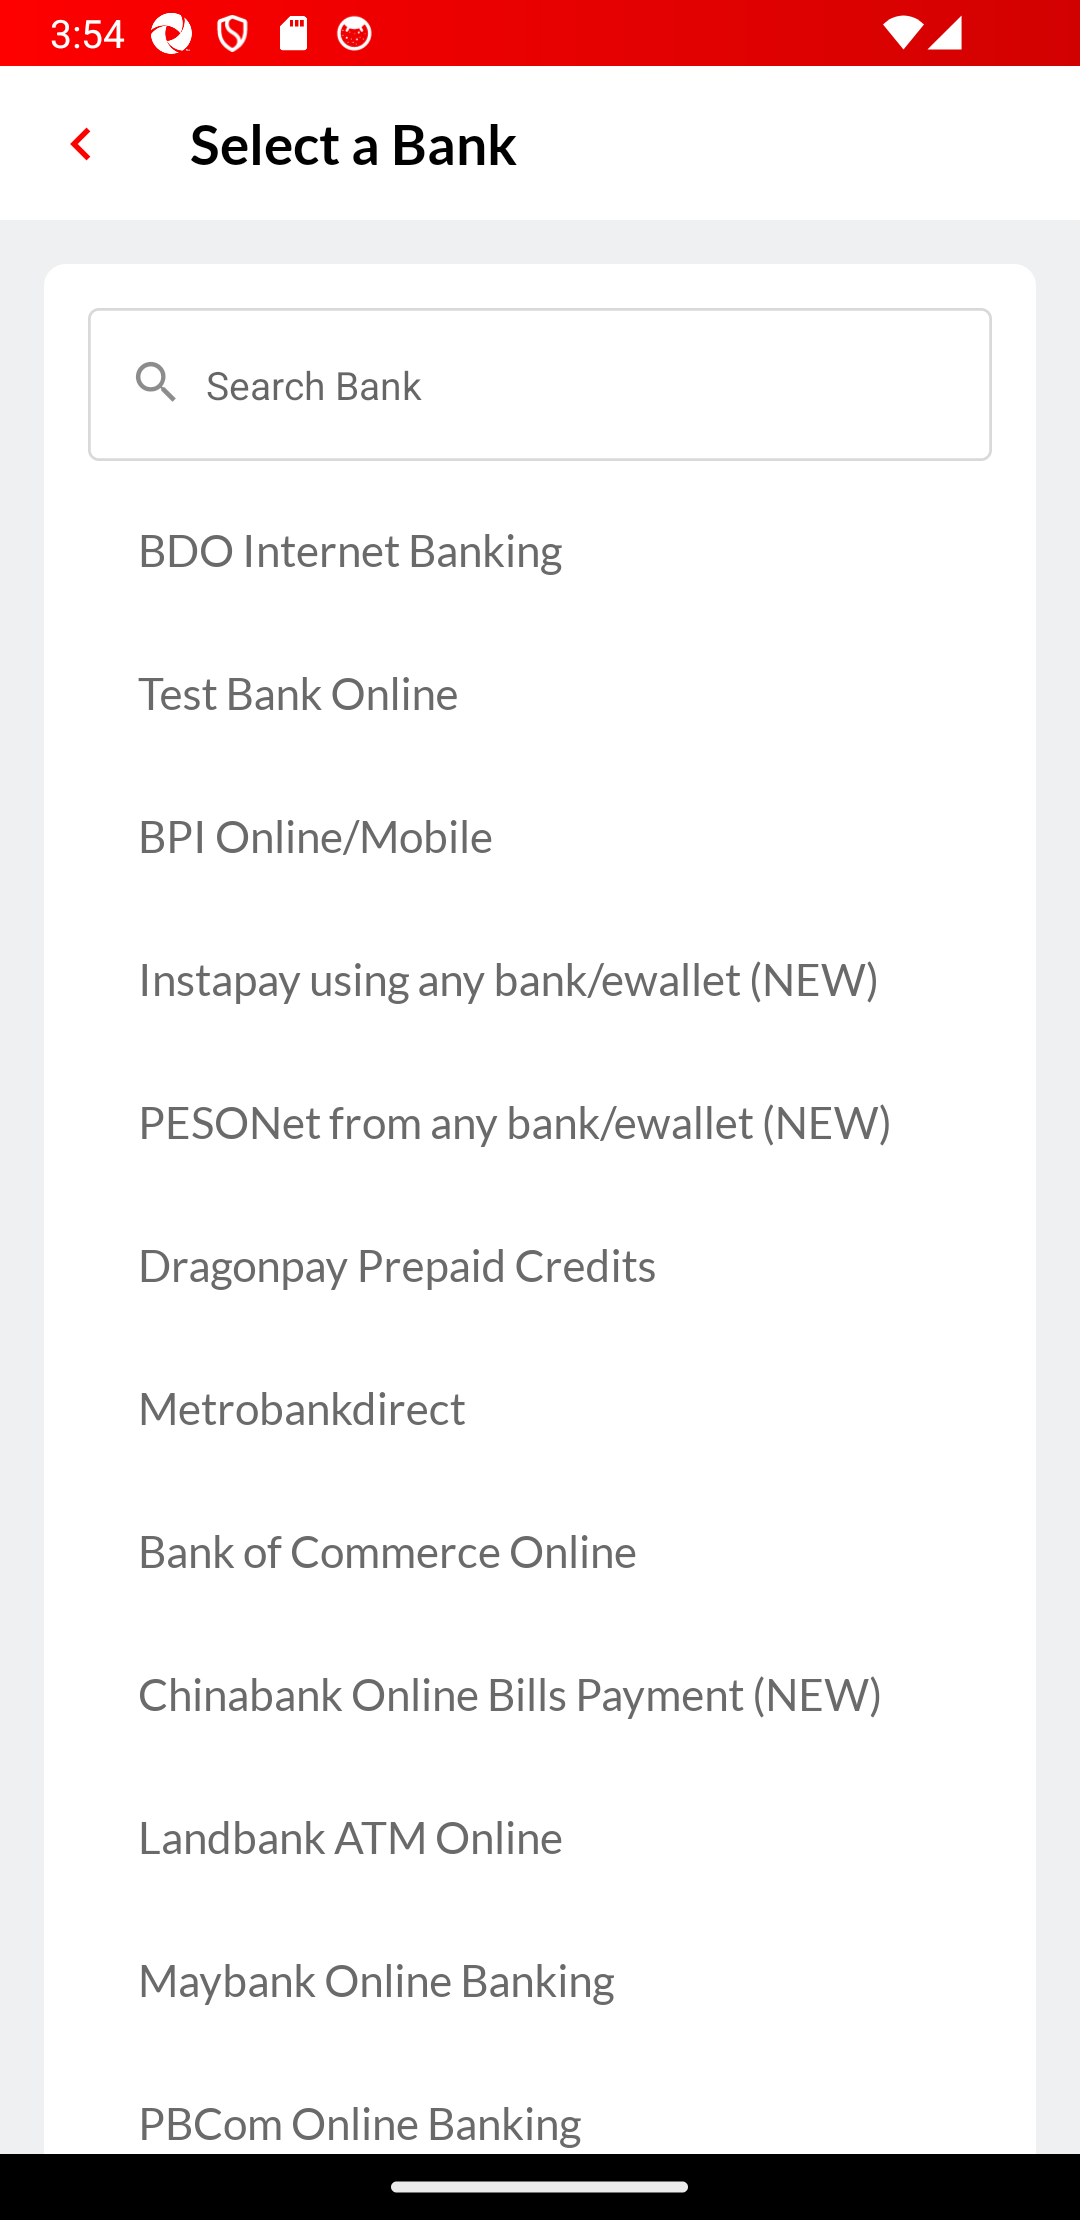 3:54
Select a Bank
Search Bank
BDO Internet Banking
Test Bank Online
BPI Online/Mobile
Instapay using any bank/ewallet (NEW)
PESONet from any bank/ewallet (NEW)
Dragonpay Prepaid Credits
Metrobankdirect
Bank of Commerce Online
Chinabank Online Bills Payment (NEW)
Landbank ATM Online
Maybank Online Banking
PBCom Online Banking